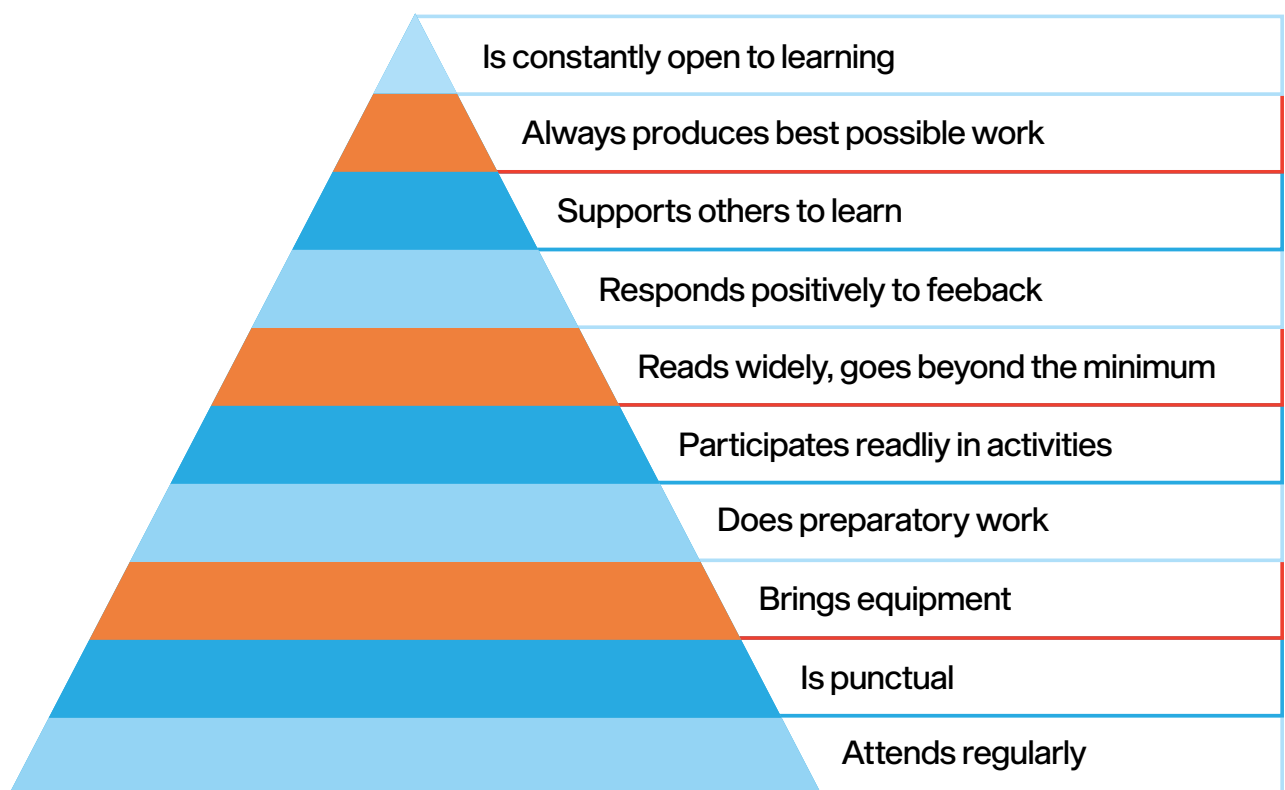 Is constantly open to learning
Always produces best possible work
Supports others to learn
Responds positively to feeback
Reads widely, goes beyond the minimum
Participates readliy in activities
Does preparatory work
Brings equipment
Is punctual
Attends regularly